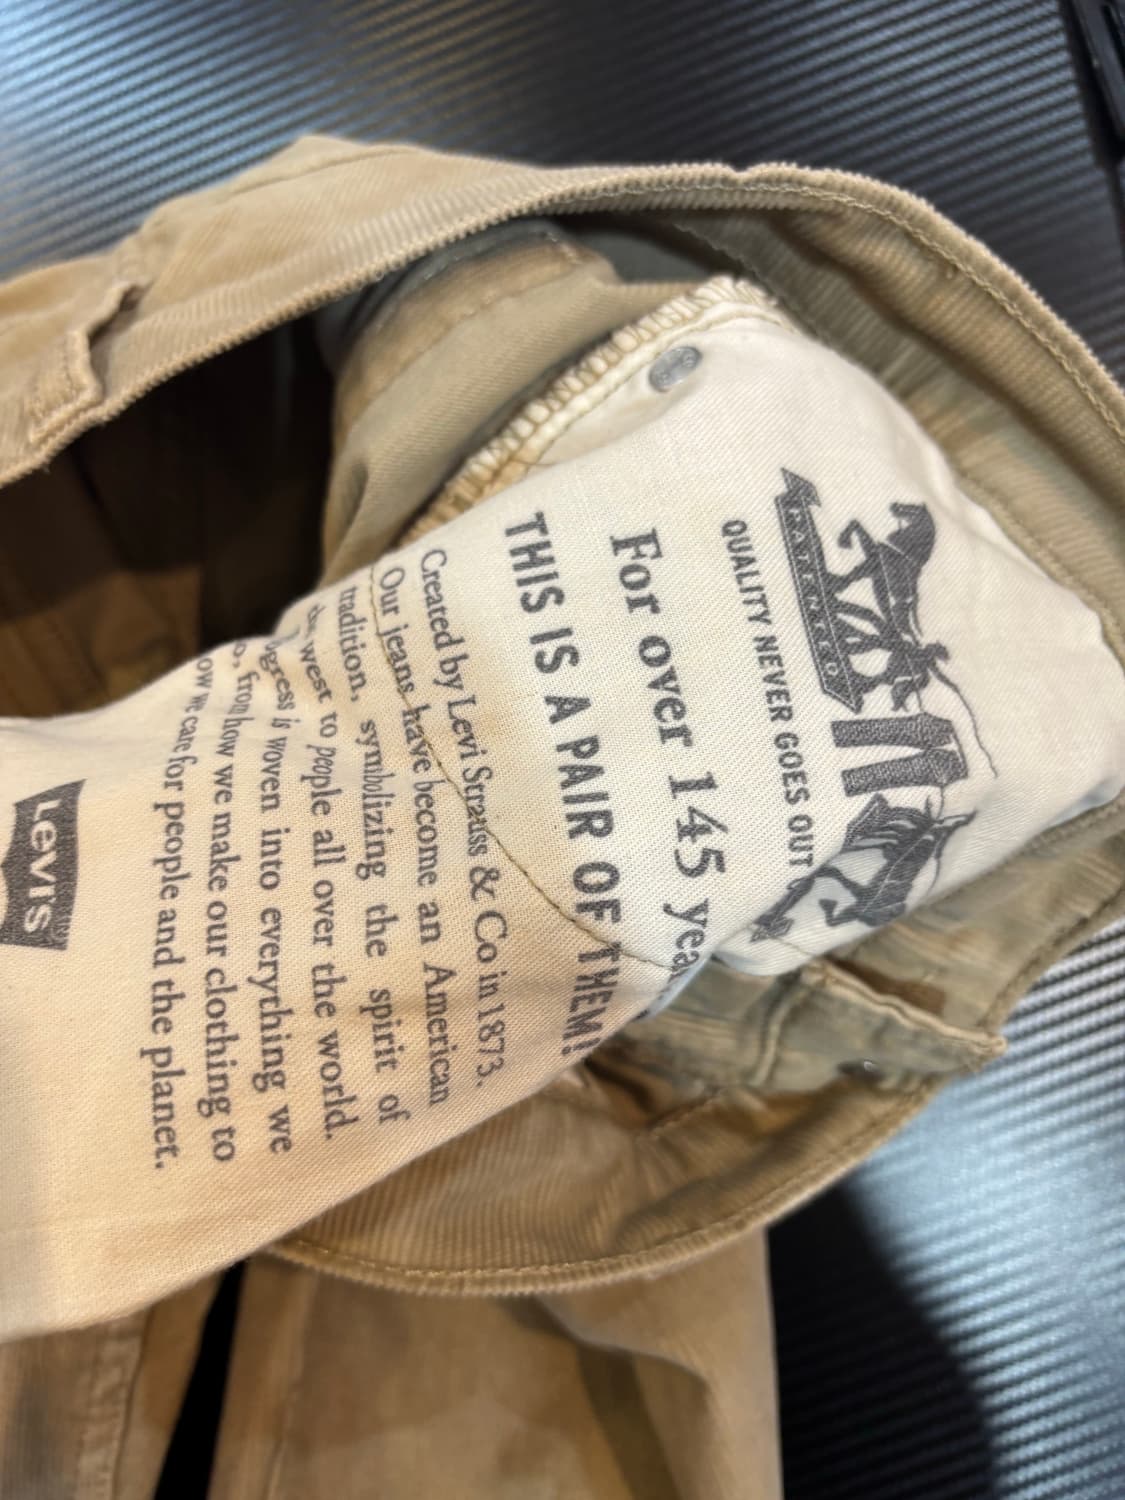 PATENTED
QUALITY NEVER GOES OUT
For over 145
THIS IS A PAIR OF THEM!
Created by Levi Strauss & Co in 1873.
Our jeans have become an American
tradition, symbolizing the spirit of
the west to people all over the world.
is woven into everything we
from how we make our clothing to
we care for people and the planet.
Levi's